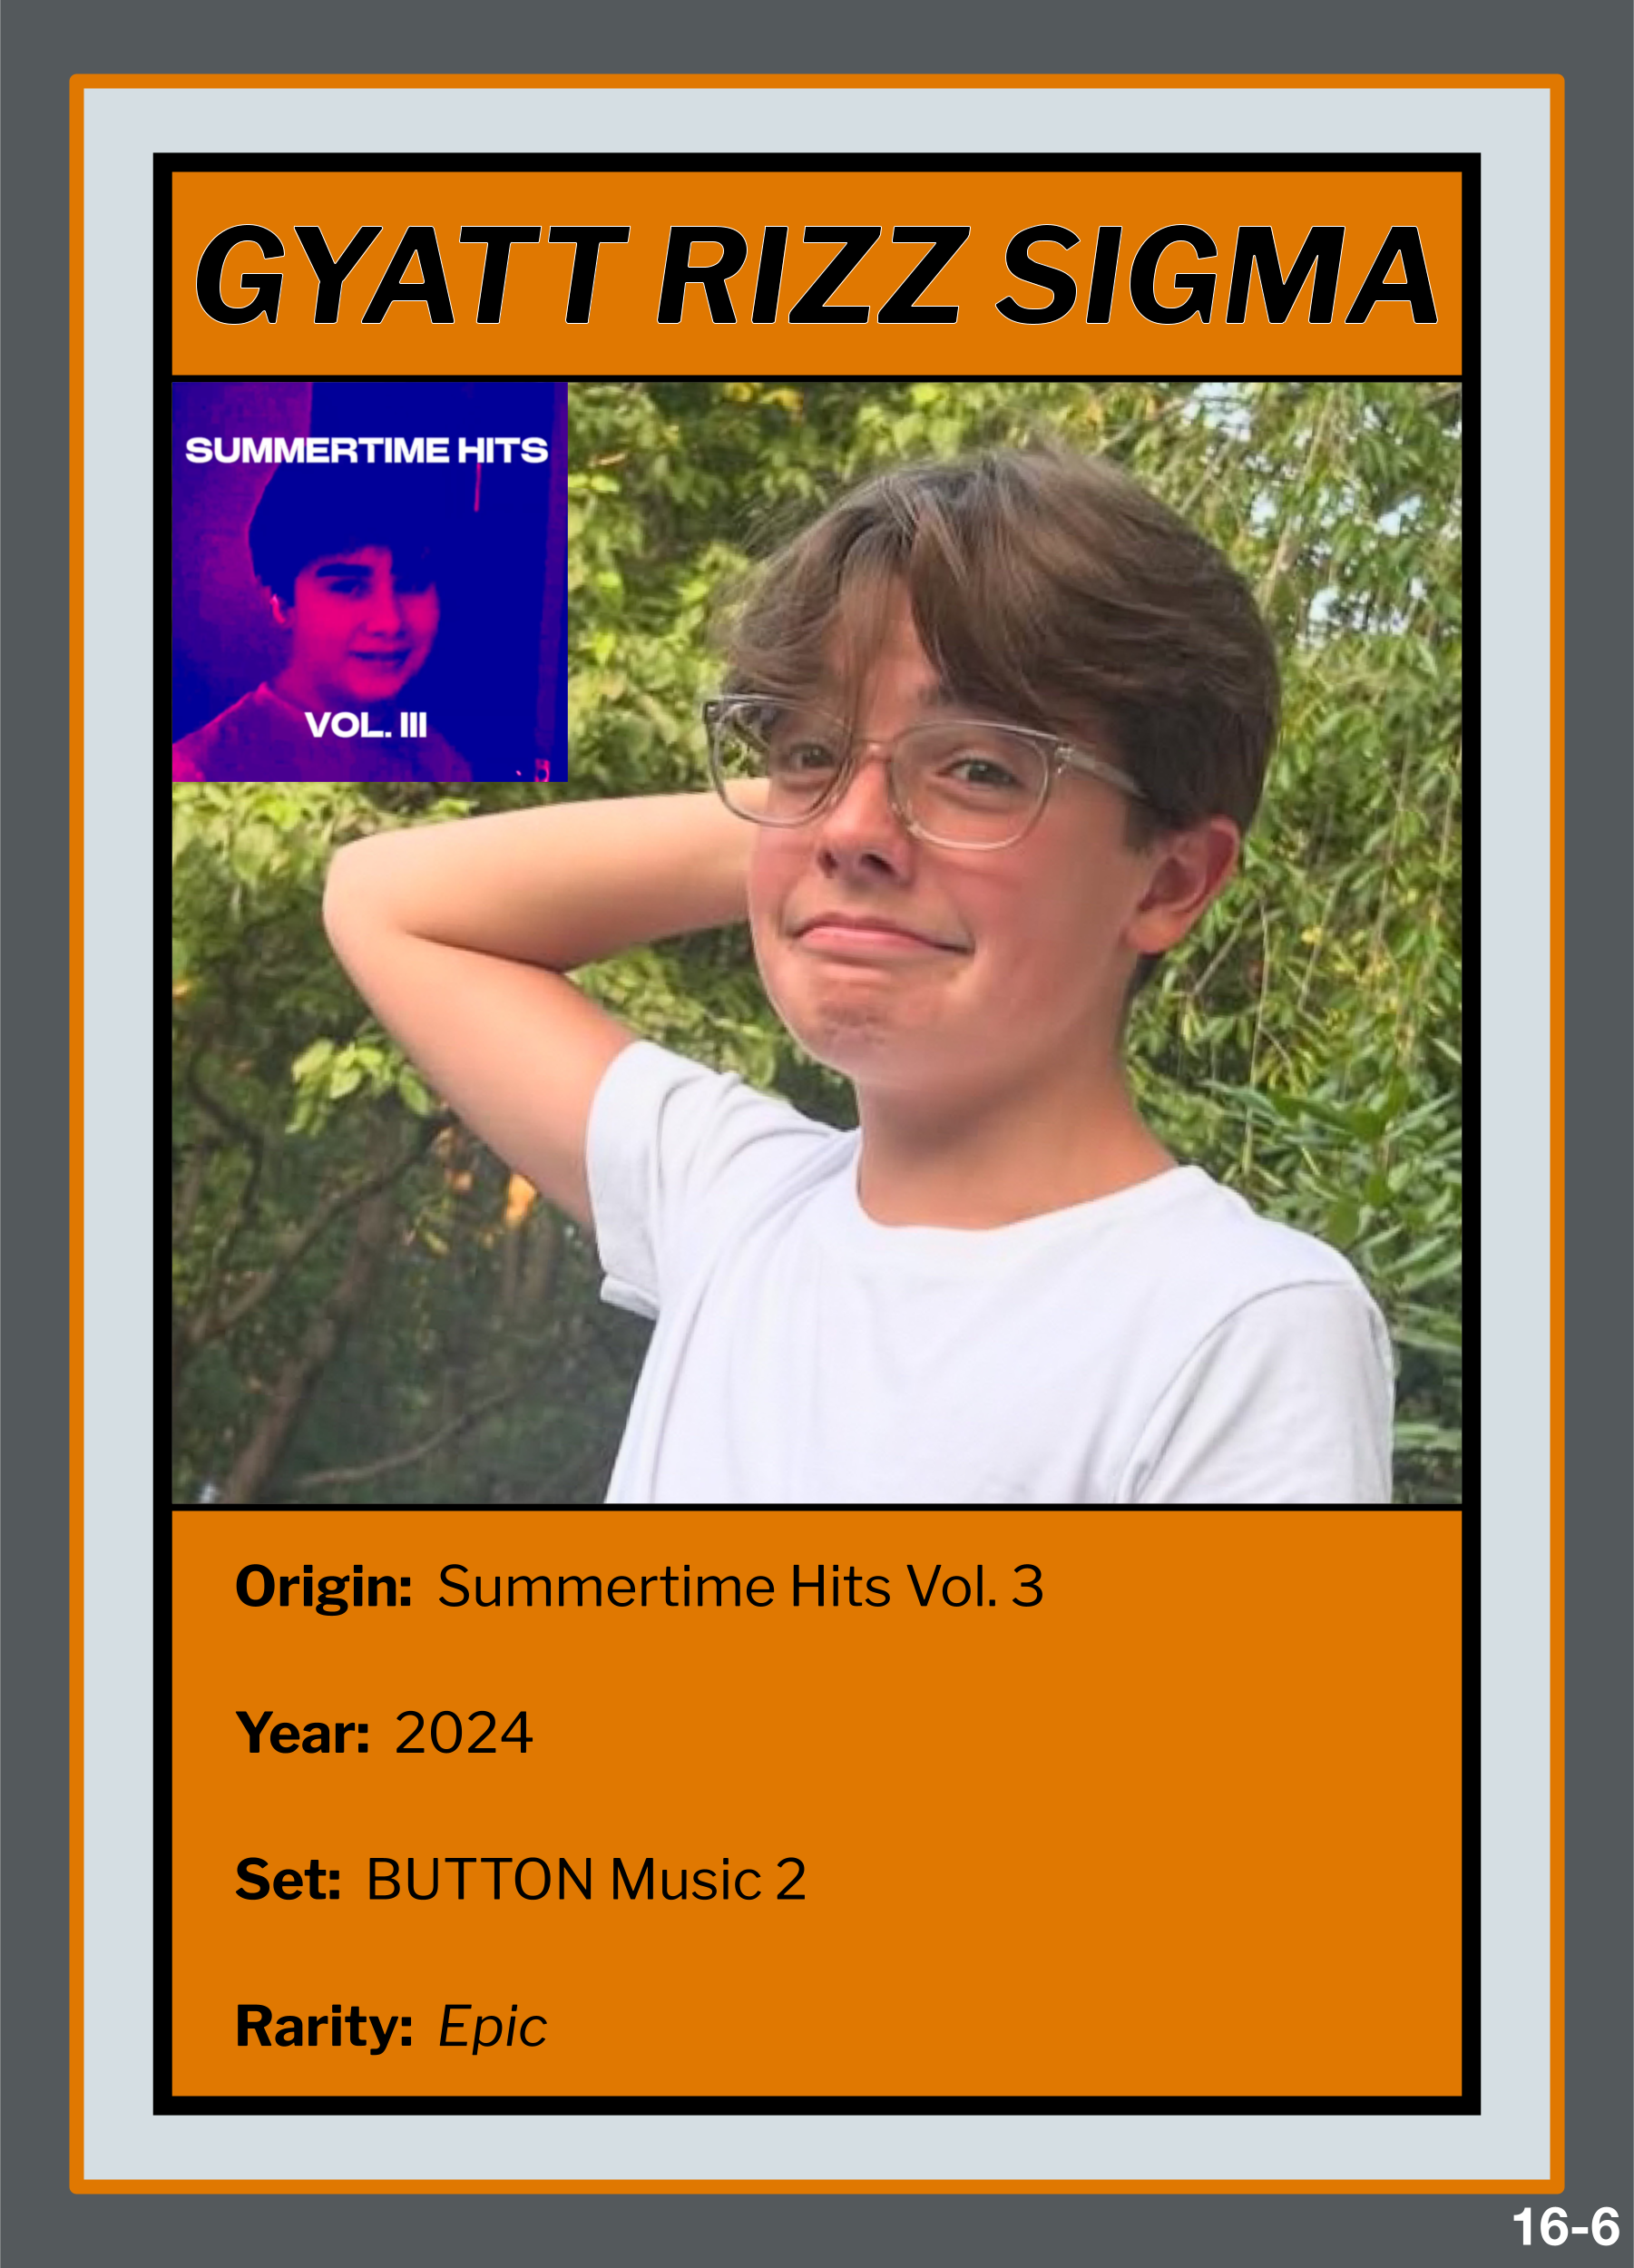 GYATT RIZZ SIGMA
SUMMERTIME HITS
VOL. III
Origin: Summertime Hits Vol. 3
Year: 2024
Set: BUTTON Music 2
Rarity: Epic
16-6